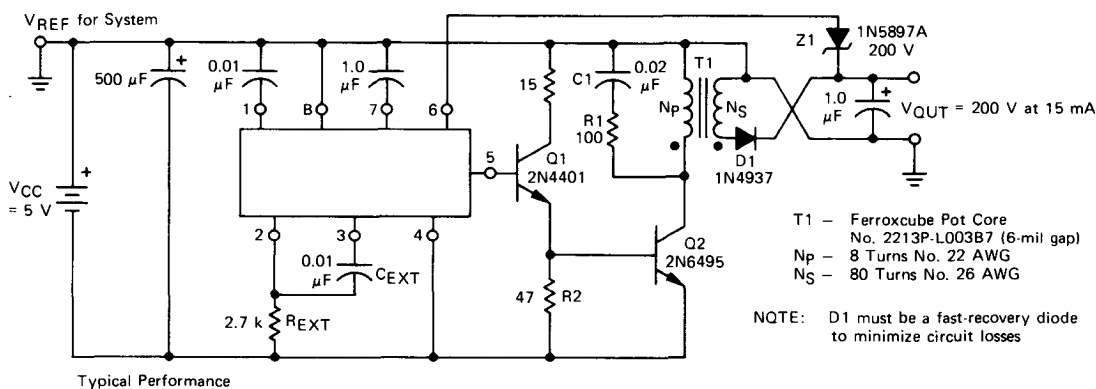 VREF for System
500 µF
+
0.01
µF
1
8
1.0
µF
+
7
6
5
2
3
4
VCC
= 5 V
+
0.01
µF
CEXT
2.7 k
REXT
15
Q1
2N4401
47
R2
C1
0.02
µF
R1
100
T1
NP
NS
D1
1N4937
Q2
2N6495
Z1
1N5897A
200 V
1.0
µF
+
VOUT = 200 V at 15 mA
T1 – Ferroxcube Pot Core
No. 2213P-L003B7 (6-mil gap)
NP – 8 Turns No. 22 AWG
NS – 80 Turns No. 26 AWG
NOTE: D1 must be a fast-recovery diode
to minimize circuit losses
Typical Performance